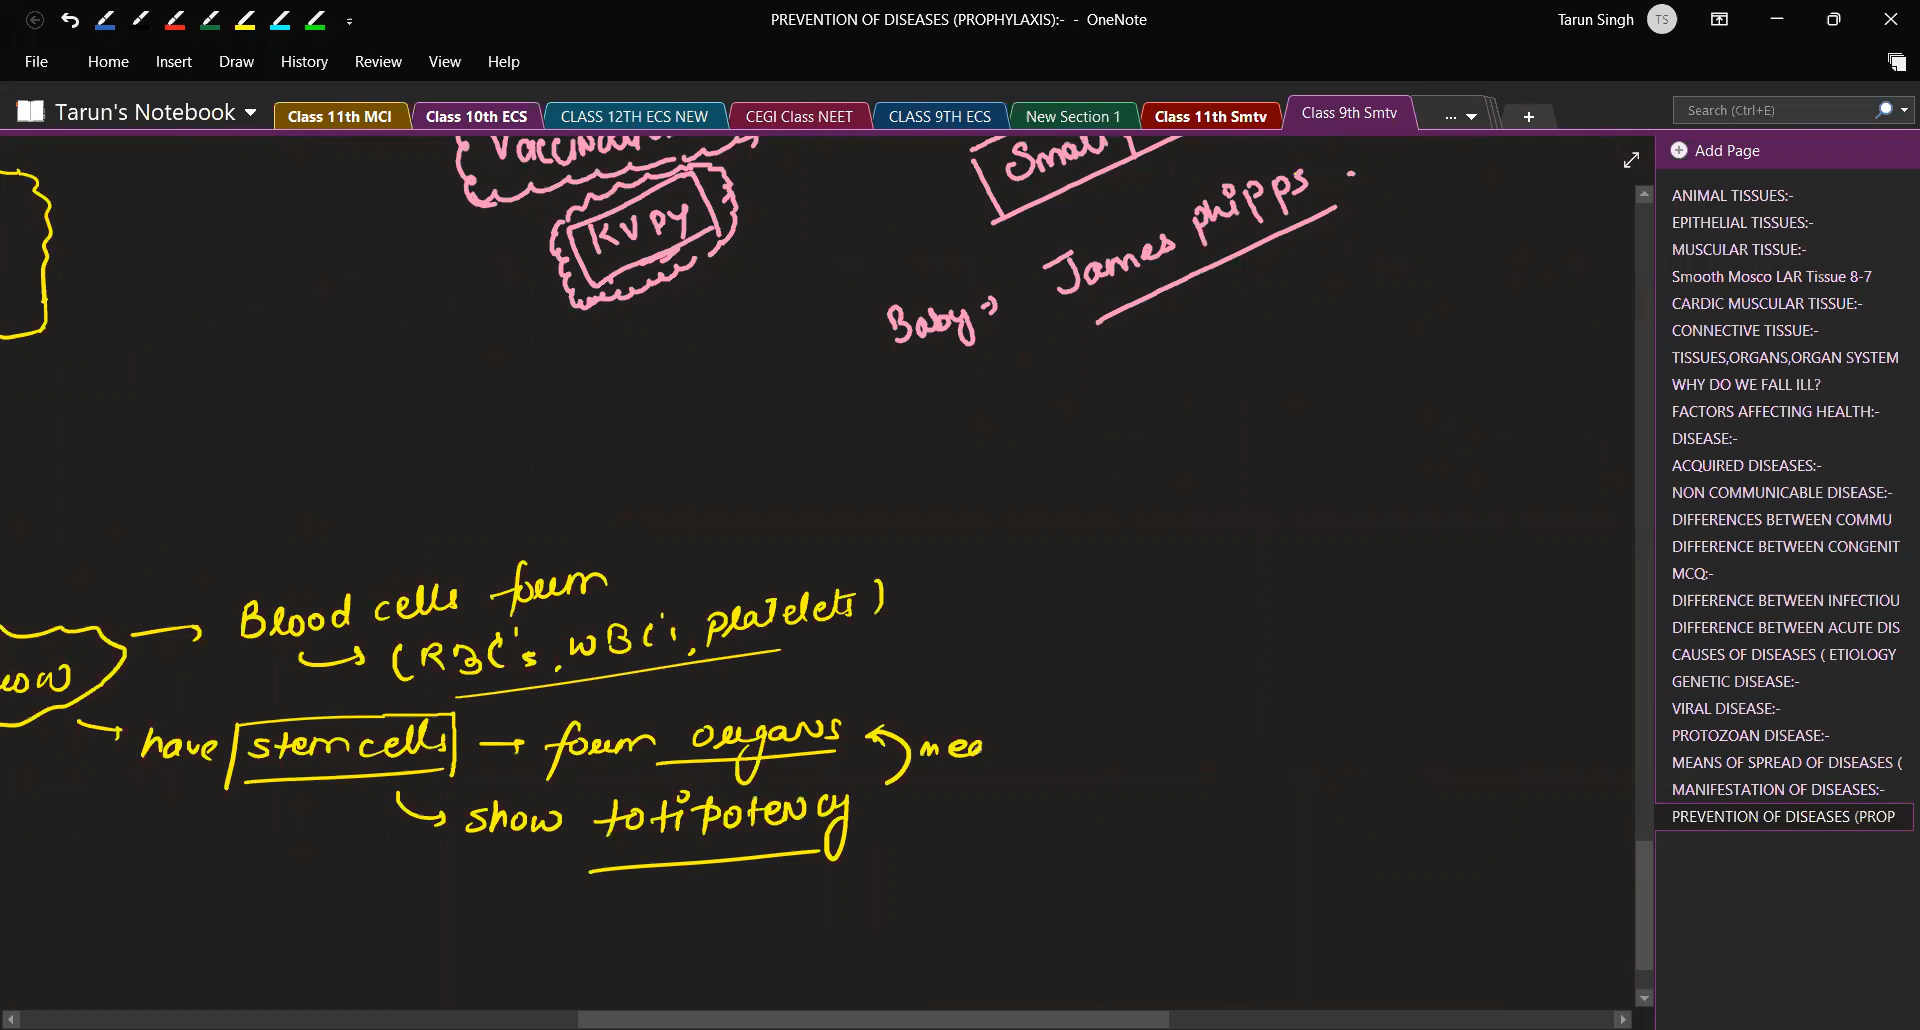 PREVENTION OF DISEASES (PROPHYLAXIS):- - OneNote
Tarun Singh
TS
File Home Insert Draw History Review View Help
Tarun's Notebook
Class 11th MCI
Class 10th ECS
CLASS 12TH ECS NEW
CEGI Class NEET
CLASS 9TH ECS
New Section 1
Class 11th Smtv
Class 9th Smtv
...
+
Search (Ctrl+E)
Small
KVPY
James phipps
Baby
Blood cells form
(RBC's, WBC's, platelets)
have stem cells → form organs
show totipotency
Add Page
ANIMAL TISSUES:-
EPITHELIAL TISSUES:-
MUSCULAR TISSUE:-
Smooth Mosco LAR Tissue 8-7
CARDIC MUSCULAR TISSUE:-
CONNECTIVE TISSUE:-
TISSUES,ORGANS,ORGAN SYSTEM
WHY DO WE FALL ILL?
FACTORS AFFECTING HEALTH:-
DISEASE:-
ACQUIRED DISEASES:-
NON COMMUNICABLE DISEASE:-
DIFFERENCES BETWEEN COMMU
DIFFERENCE BETWEEN CONGENIT
MCQ:-
DIFFERENCE BETWEEN INFECTIOU
DIFFERENCE BETWEEN ACUTE DIS
CAUSES OF DISEASES ( ETIOLOGY
GENETIC DISEASE:-
VIRAL DISEASE:-
PROTOZOAN DISEASE:-
MEANS OF SPREAD OF DISEASES (
MANIFESTATION OF DISEASES:-
PREVENTION OF DISEASES (PROP